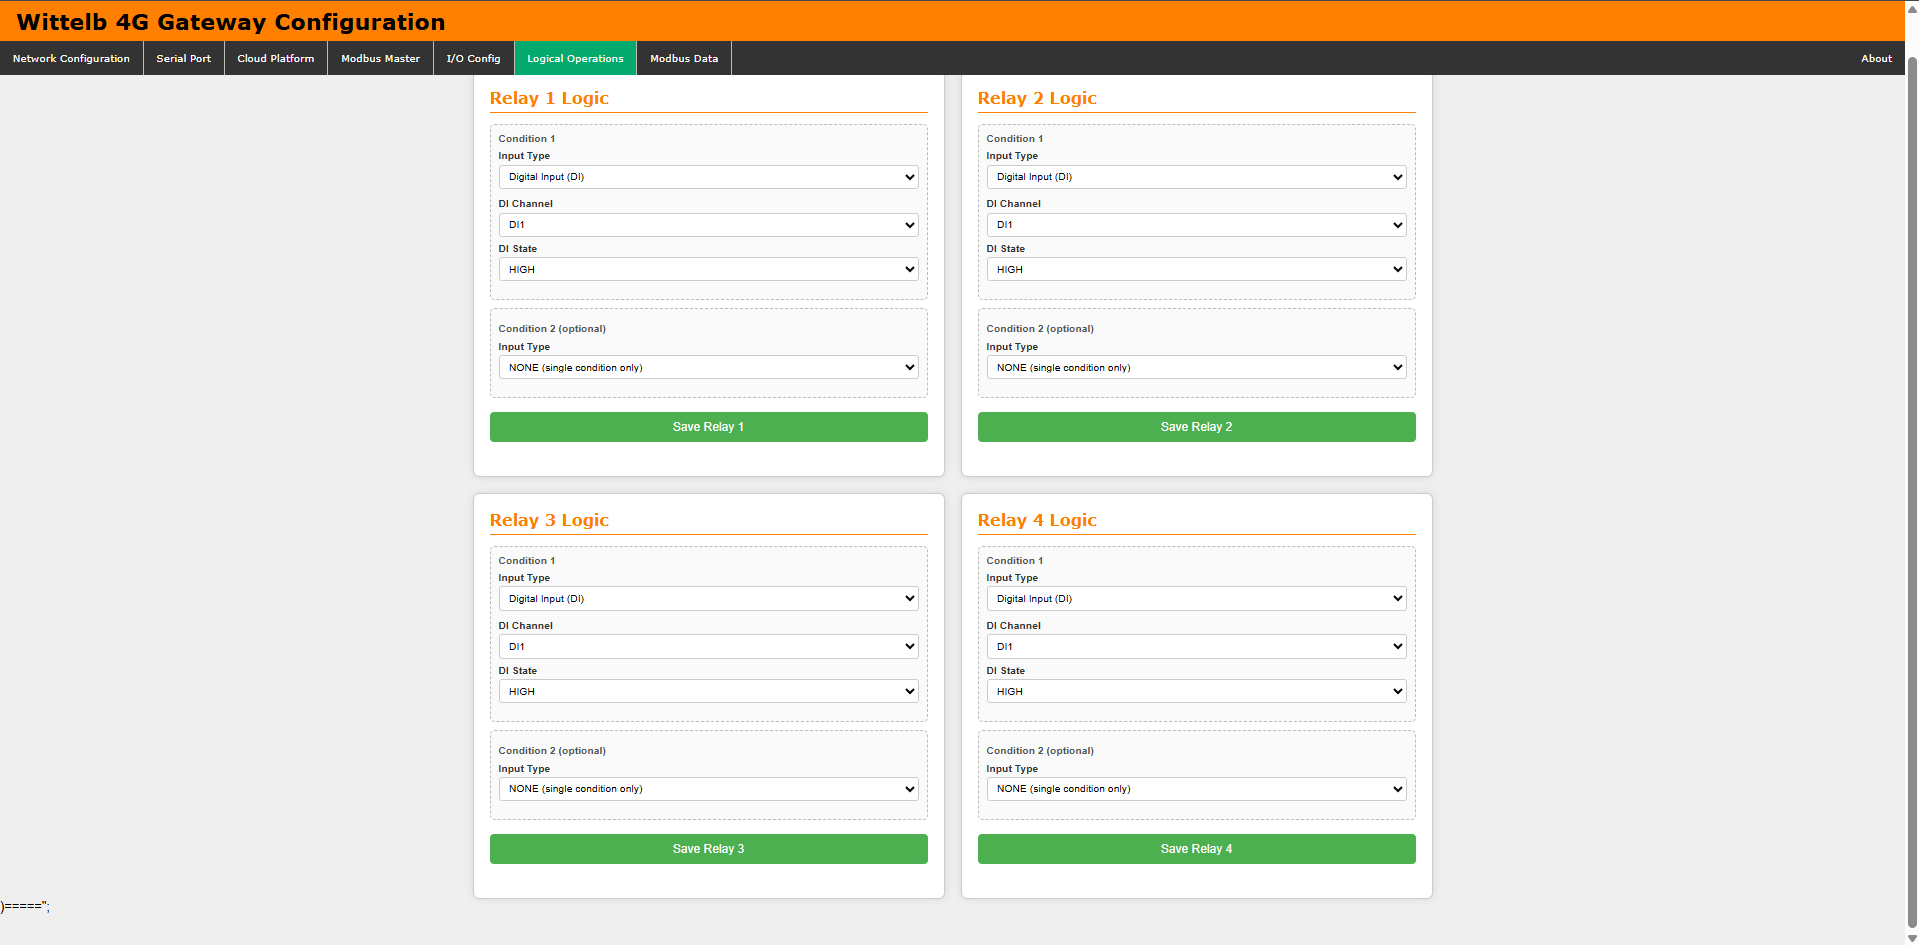 Wittelb 4G Gateway Configuration
Network Configuration Serial Port Cloud Platform Modbus Master I/O Config Logical Operations Modbus Data About
Relay 1 Logic
Condition 1
Input Type
Digital Input (DI)
DI Channel
DI1
DI State
HIGH
Condition 2 (optional)
Input Type
NONE (single condition only)
Save Relay 1
Relay 2 Logic
Condition 1
Input Type
Digital Input (DI)
DI Channel
DI1
DI State
HIGH
Condition 2 (optional)
Input Type
NONE (single condition only)
Save Relay 2
Relay 3 Logic
Condition 1
Input Type
Digital Input (DI)
DI Channel
DI1
DI State
HIGH
Condition 2 (optional)
Input Type
NONE (single condition only)
Save Relay 3
Relay 4 Logic
Condition 1
Input Type
Digital Input (DI)
DI Channel
DI1
DI State
HIGH
Condition 2 (optional)
Input Type
NONE (single condition only)
Save Relay 4
)=====";